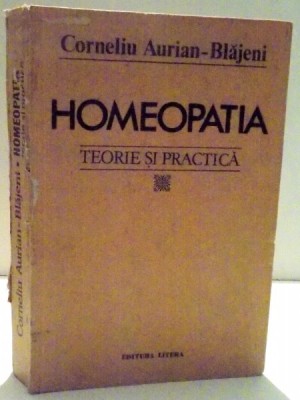 Corneliu Aurian-Blăjeni
HOMEOPATIA
TEORIE ȘI PRACTICĂ
EDITURA LITERA
Corneliu Aurian-Blăjeni • HOMEOPATIA